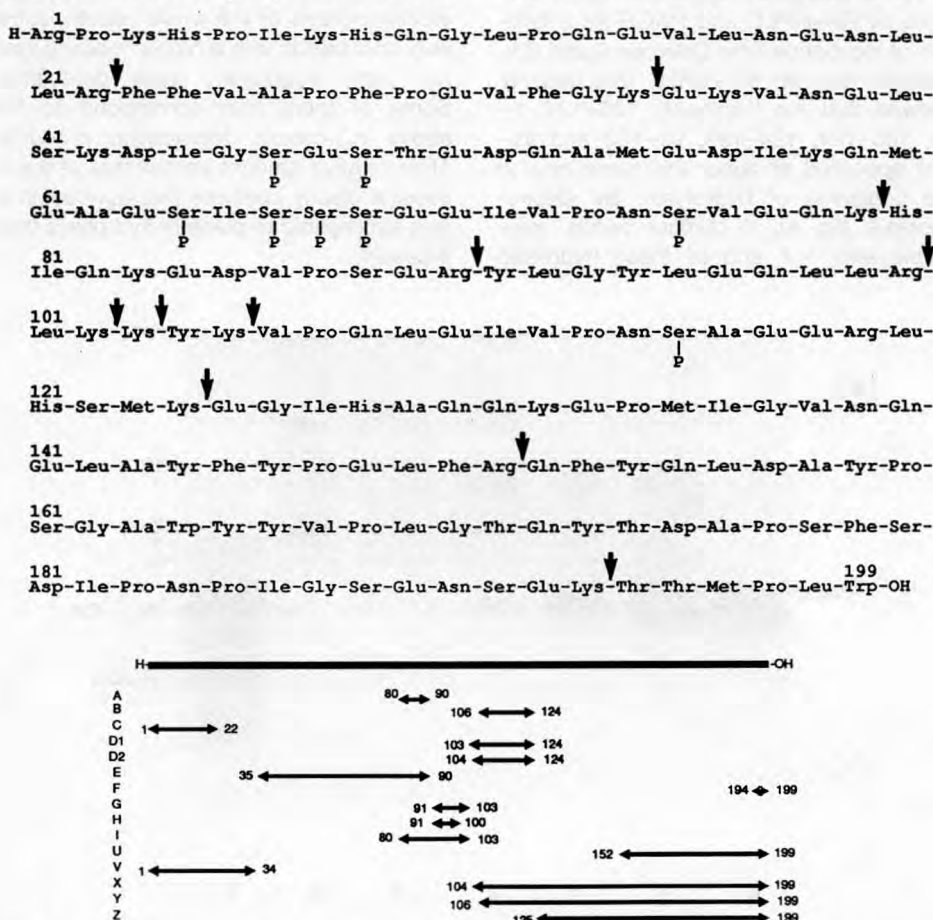 1
H-Arg-Pro-Lys-His-Pro-Ile-Lys-His-Gln-Gly-Leu-Pro-Gln-Glu-Val-Leu-Asn-Glu-Asn-Leu-
21
Leu-Arg-Phe-Phe-Val-Ala-Pro-Phe-Pro-Glu-Val-Phe-Gly-Lys-Glu-Lys-Val-Asn-Glu-Leu-
41
Ser-Lys-Asp-Ile-Gly-Ser-Glu-Ser-Thr-Glu-Asp-Gln-Ala-Met-Glu-Asp-Ile-Lys-Gln-Met-
P P
61
Glu-Ala-Glu-Ser-Ile-Ser-Ser-Ser-Glu-Glu-Ile-Val-Pro-Asn-Ser-Val-Glu-Gln-Lys-His-
P P P P P
81
Ile-Gln-Lys-Glu-Asp-Val-Pro-Ser-Glu-Arg-Tyr-Leu-Gly-Tyr-Leu-Glu-Gln-Leu-Leu-Arg-
101
Leu-Lys-Lys-Tyr-Lys-Val-Pro-Gln-Leu-Glu-Ile-Val-Pro-Asn-Ser-Ala-Glu-Glu-Arg-Leu-
P
121
His-Ser-Met-Lys-Glu-Gly-Ile-His-Ala-Gln-Gln-Lys-Glu-Pro-Met-Ile-Gly-Val-Asn-Gln-
141
Glu-Leu-Ala-Tyr-Phe-Tyr-Pro-Glu-Leu-Phe-Arg-Gln-Phe-Tyr-Gln-Leu-Asp-Ala-Tyr-Pro-
161
Ser-Gly-Ala-Trp-Tyr-Tyr-Val-Pro-Leu-Gly-Thr-Gln-Tyr-Thr-Asp-Ala-Pro-Ser-Phe-Ser-
181 199
Asp-Ile-Pro-Asn-Pro-Ile-Gly-Ser-Glu-Asn-Ser-Glu-Lys-Thr-Thr-Met-Pro-Leu-Trp-OH
H- -OH
A 80 90
B 106 124
C 1 22
D1 103 124
D2 104 124
E 35 90
F 194 199
G 91 103
H 91 100
I 80 103
U 152 199
V 1 34
X 104 199
Y 106 199
Z 125 199